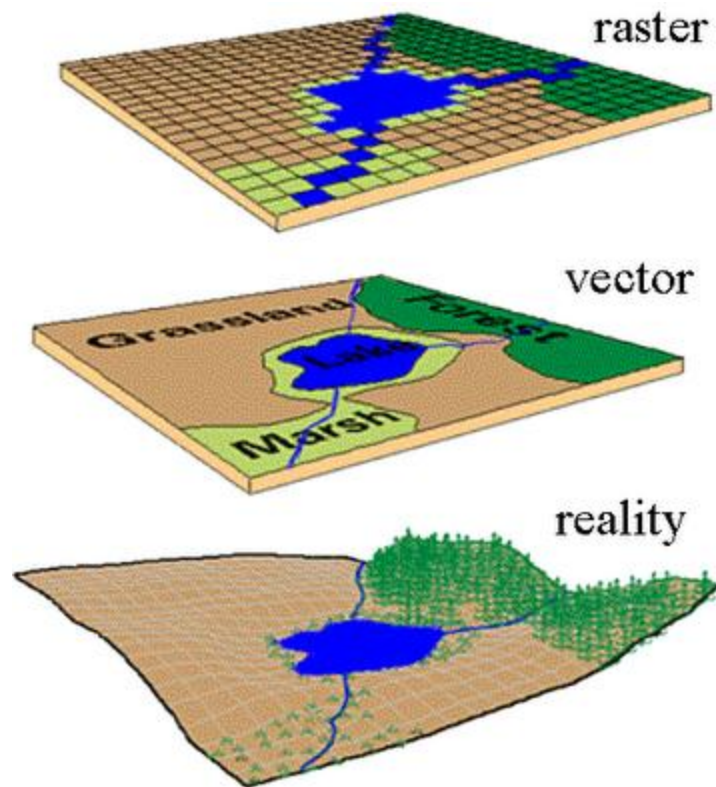 raster
vector
Grassland
Forest
Lake
Marsh
reality